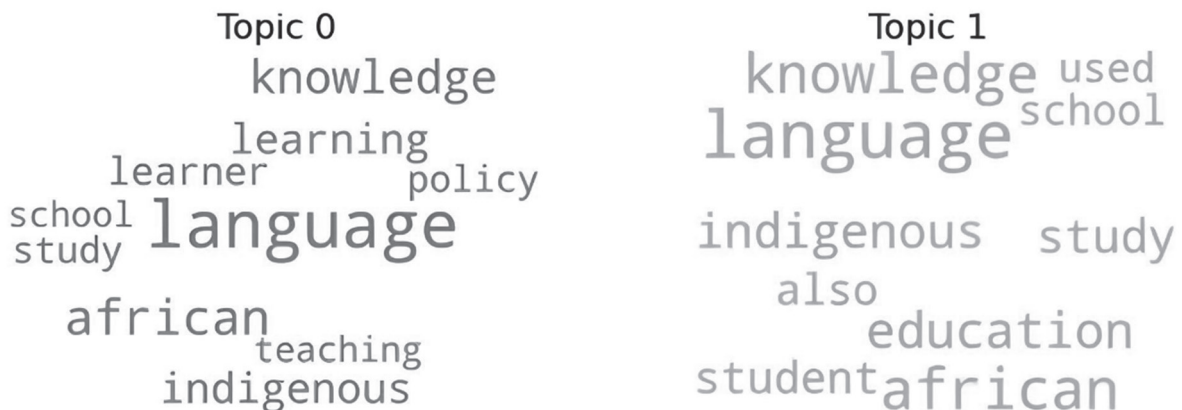 Topic 0
knowledge
learning
learner
policy
school
language
study
african
teaching
indigenous
Topic 1
knowledge
used
school
language
indigenous
study
also
education
student
african